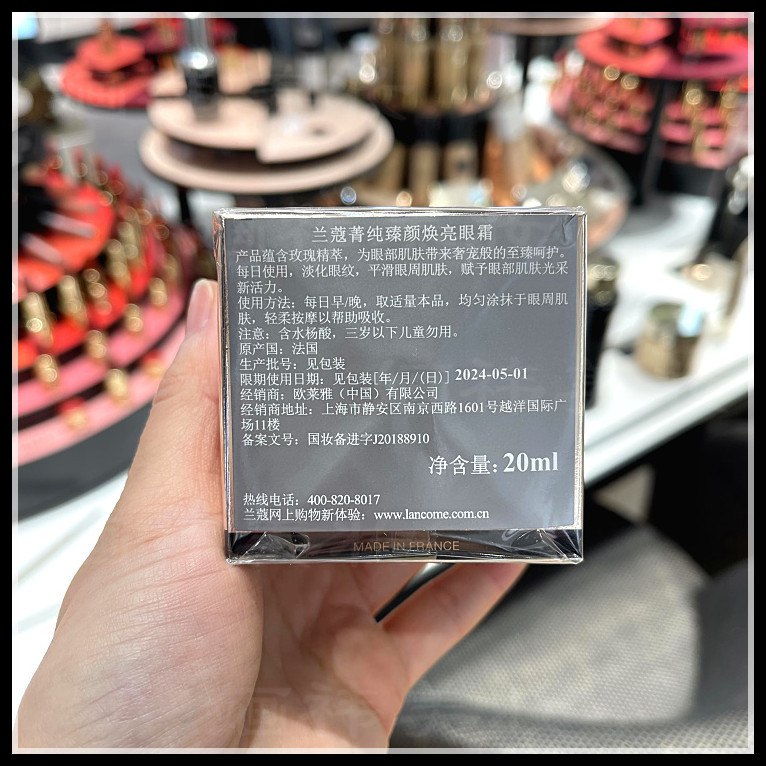 兰蔻菁纯臻颜焕亮眼霜
产品蕴含玫瑰精萃，为眼部肌肤带来奢宠般的至臻呵护。
每日使用，淡化眼纹，平滑眼周肌肤，赋予眼部肌肤光采
新活力。
使用方法：每日早/晚，取适量本品，均匀涂抹于眼周肌
肤，轻柔按摩以帮助吸收。
注意：含水杨酸，三岁以下儿童勿用。
原产国：法国
生产批号：见包装
限期使用日期：见包装[年/月/(日)] 2024-05-01
经销商：欧莱雅（中国）有限公司
经销商地址：上海市静安区南京西路1601号越洋国际广
场11楼
备案文号：国妆备进字J20188910
净含量：20ml
热线电话：400-820-8017
兰蔻网上购物新体验：www.lancome.com.cn
MADE IN FRANCE